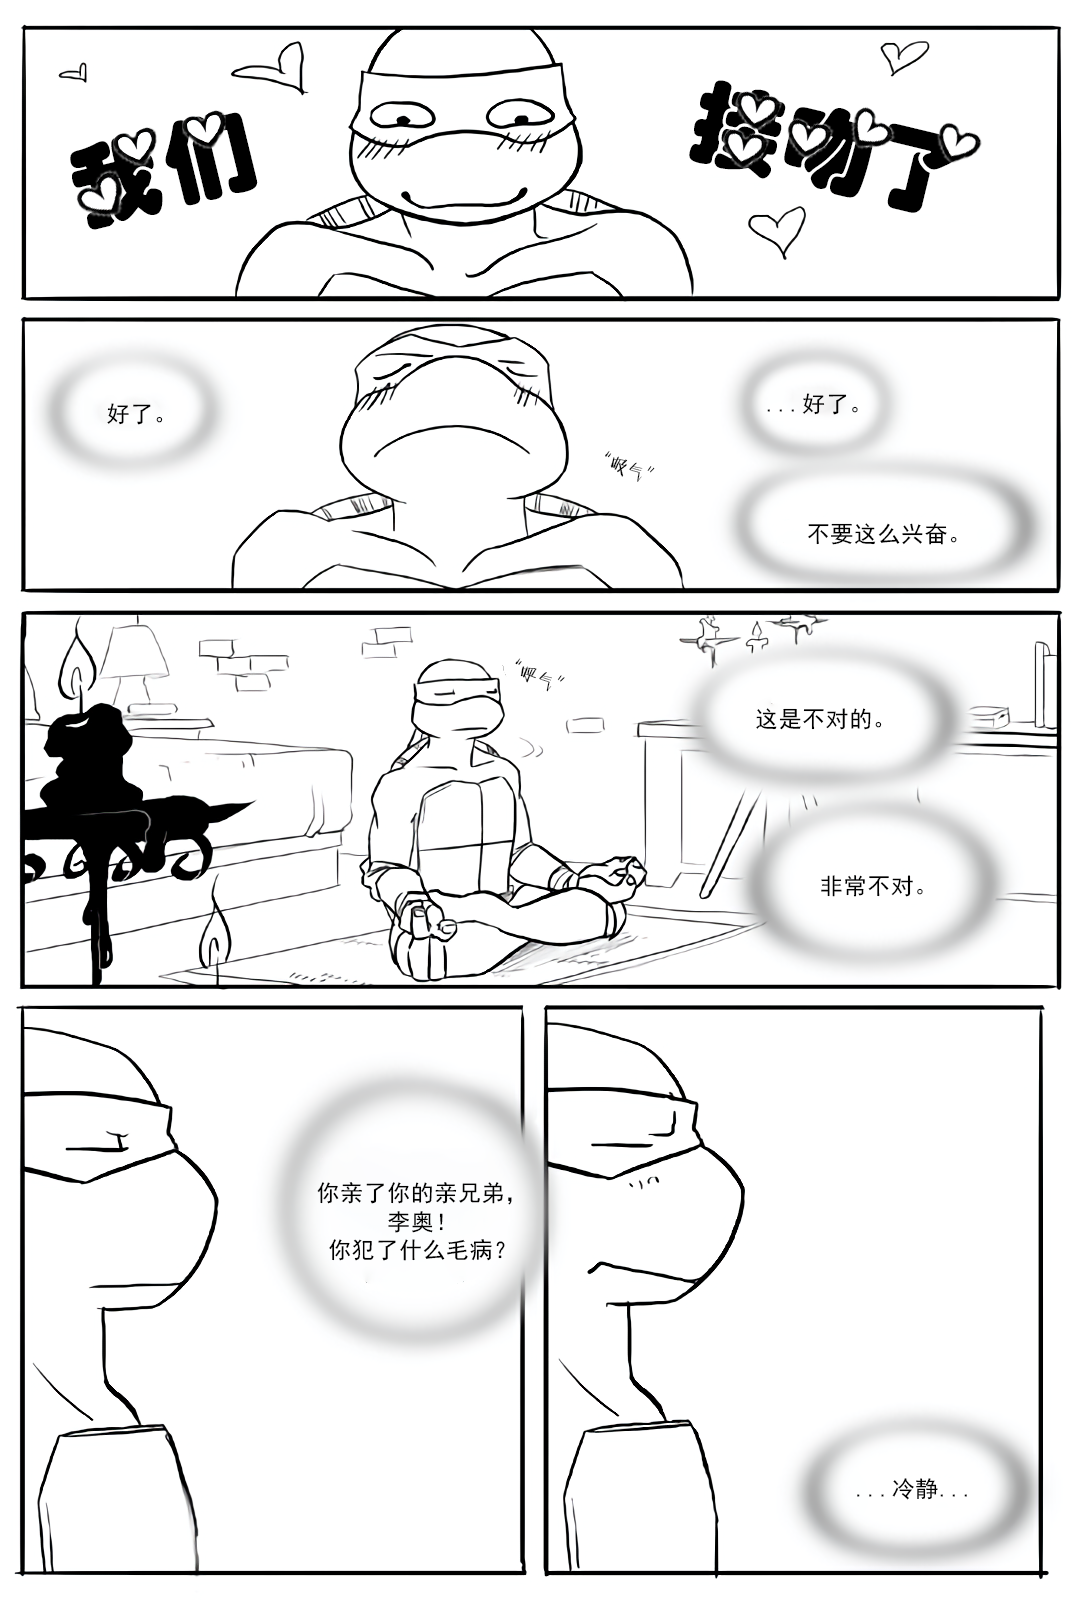 我们
接吻了
好了。
...好了。
"吸气"
不要这么兴奋。
"呼气"
这是不对的。
非常不对。
你亲了你的亲兄弟，
李奥！
你犯了什么毛病？
...冷静...